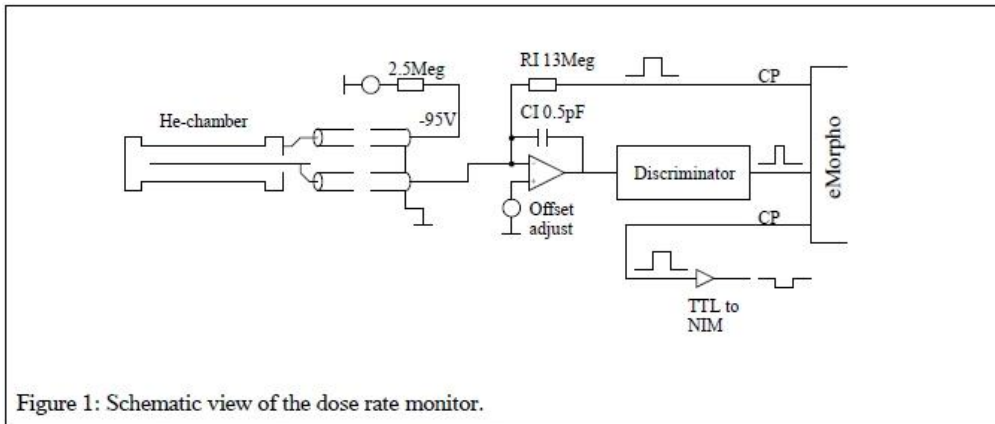 RI 13Meg
2.5Meg
CP
-95V
CI 0.5pF
He-chamber
-
+
Discriminator
eMorpho
Offset
adjust
CP
TTL to
NIM
Figure 1: Schematic view of the dose rate monitor.